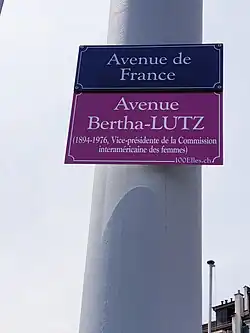 Avenue de
France
Avenue
Bertha-LUTZ
(1894-1976, Vice-présidente de la Commission
interaméricaine des femmes)
100Elles.ch